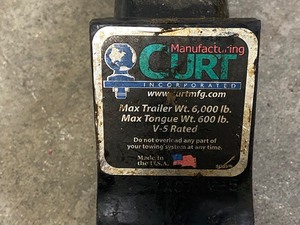 Manufacturing
CURT
INCORPORATED
www.curtmfg.com
Max Trailer Wt. 6,000 lb.
Max Tongue Wt. 600 lb.
V-S Rated
Do not overload any part of
your towing system at any time.
Made in
the U.S.A.